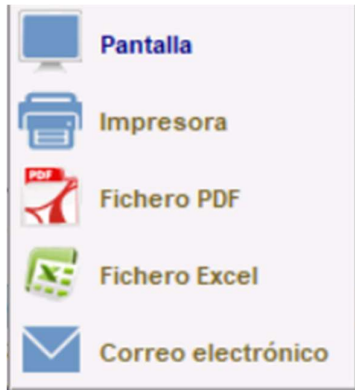 Pantalla
Impresora
PDF
Fichero PDF
Fichero Excel
Correo electrónico